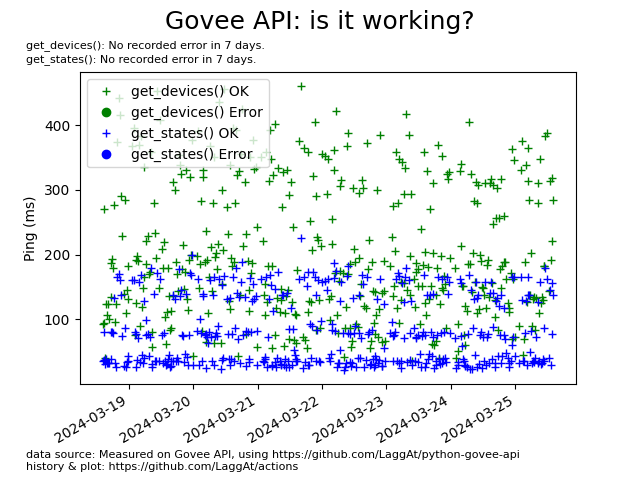 Govee API: is it working?
get_devices(): No recorded error in 7 days.
get_states(): No recorded error in 7 days.
get_devices() OK
get_devices() Error
get_states() OK
get_states() Error
Ping (ms)
400
300
200
100
2024-03-19
2024-03-20
2024-03-21
2024-03-22
2024-03-23
2024-03-24
2024-03-25
data source: Measured on Govee API, using https://github.com/LaggAt/python-govee-api
history & plot: https://github.com/LaggAt/actions